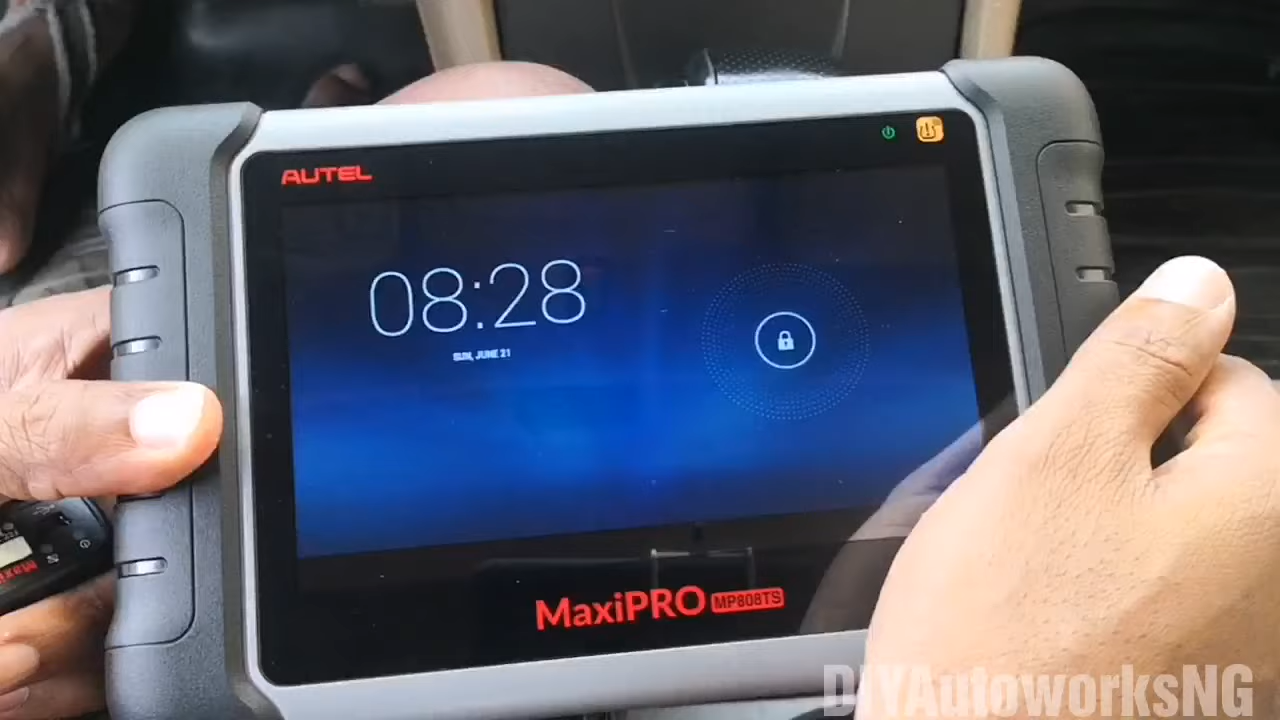 AUTEL
08:28
SUN, JUNE 21
MaxiPRO MP808TS
DIYAutoworksNG